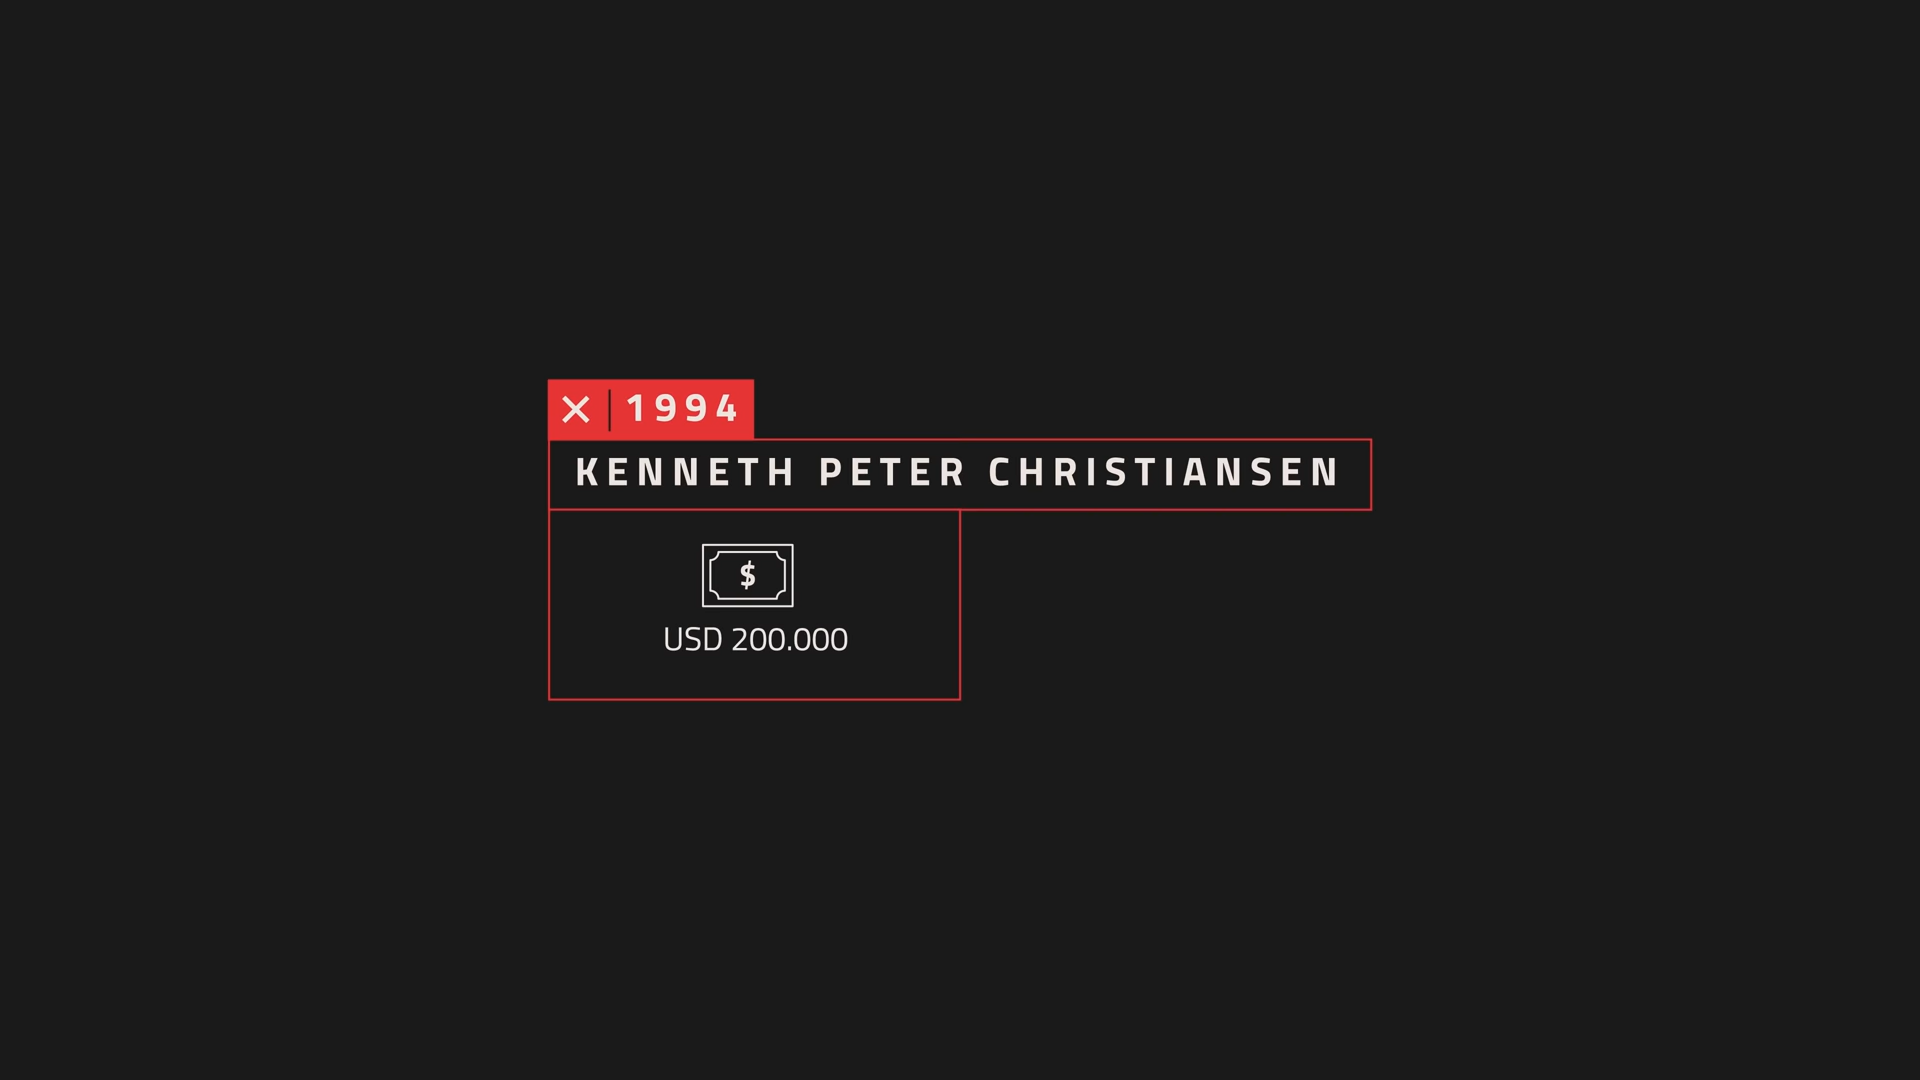 1994
KENNETH PETER CHRISTIANSEN
$
USD 200.000